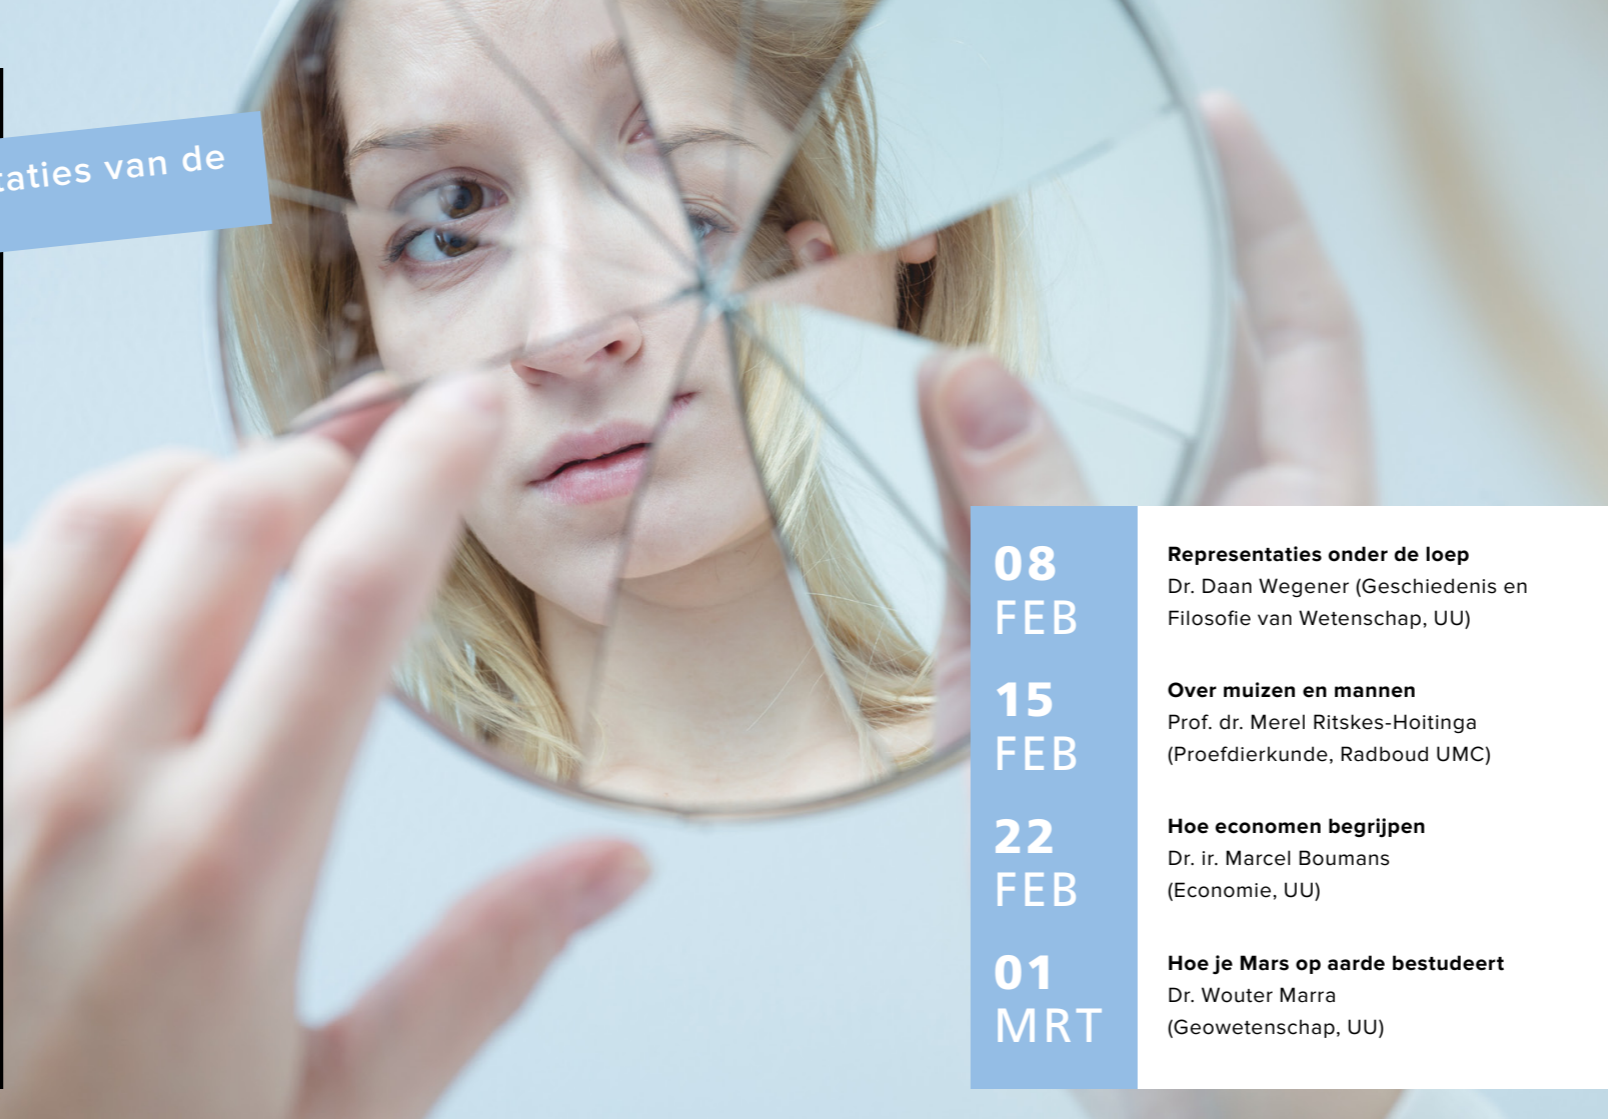 van de
08
FEB
Representaties onder de loep
Dr. Daan Wegener (Geschiedenis en
Filosofie van Wetenschap, UU)
15
FEB
Over muizen en mannen
Prof. dr. Merel Ritskes-Hoitinga
(Proefdierkunde, Radboud UMC)
22
FEB
Hoe economen begrijpen
Dr. ir. Marcel Boumans
(Economie, UU)
01
MRT
Hoe je Mars op aarde bestudeert
Dr. Wouter Marra
(Geowetenschap, UU)